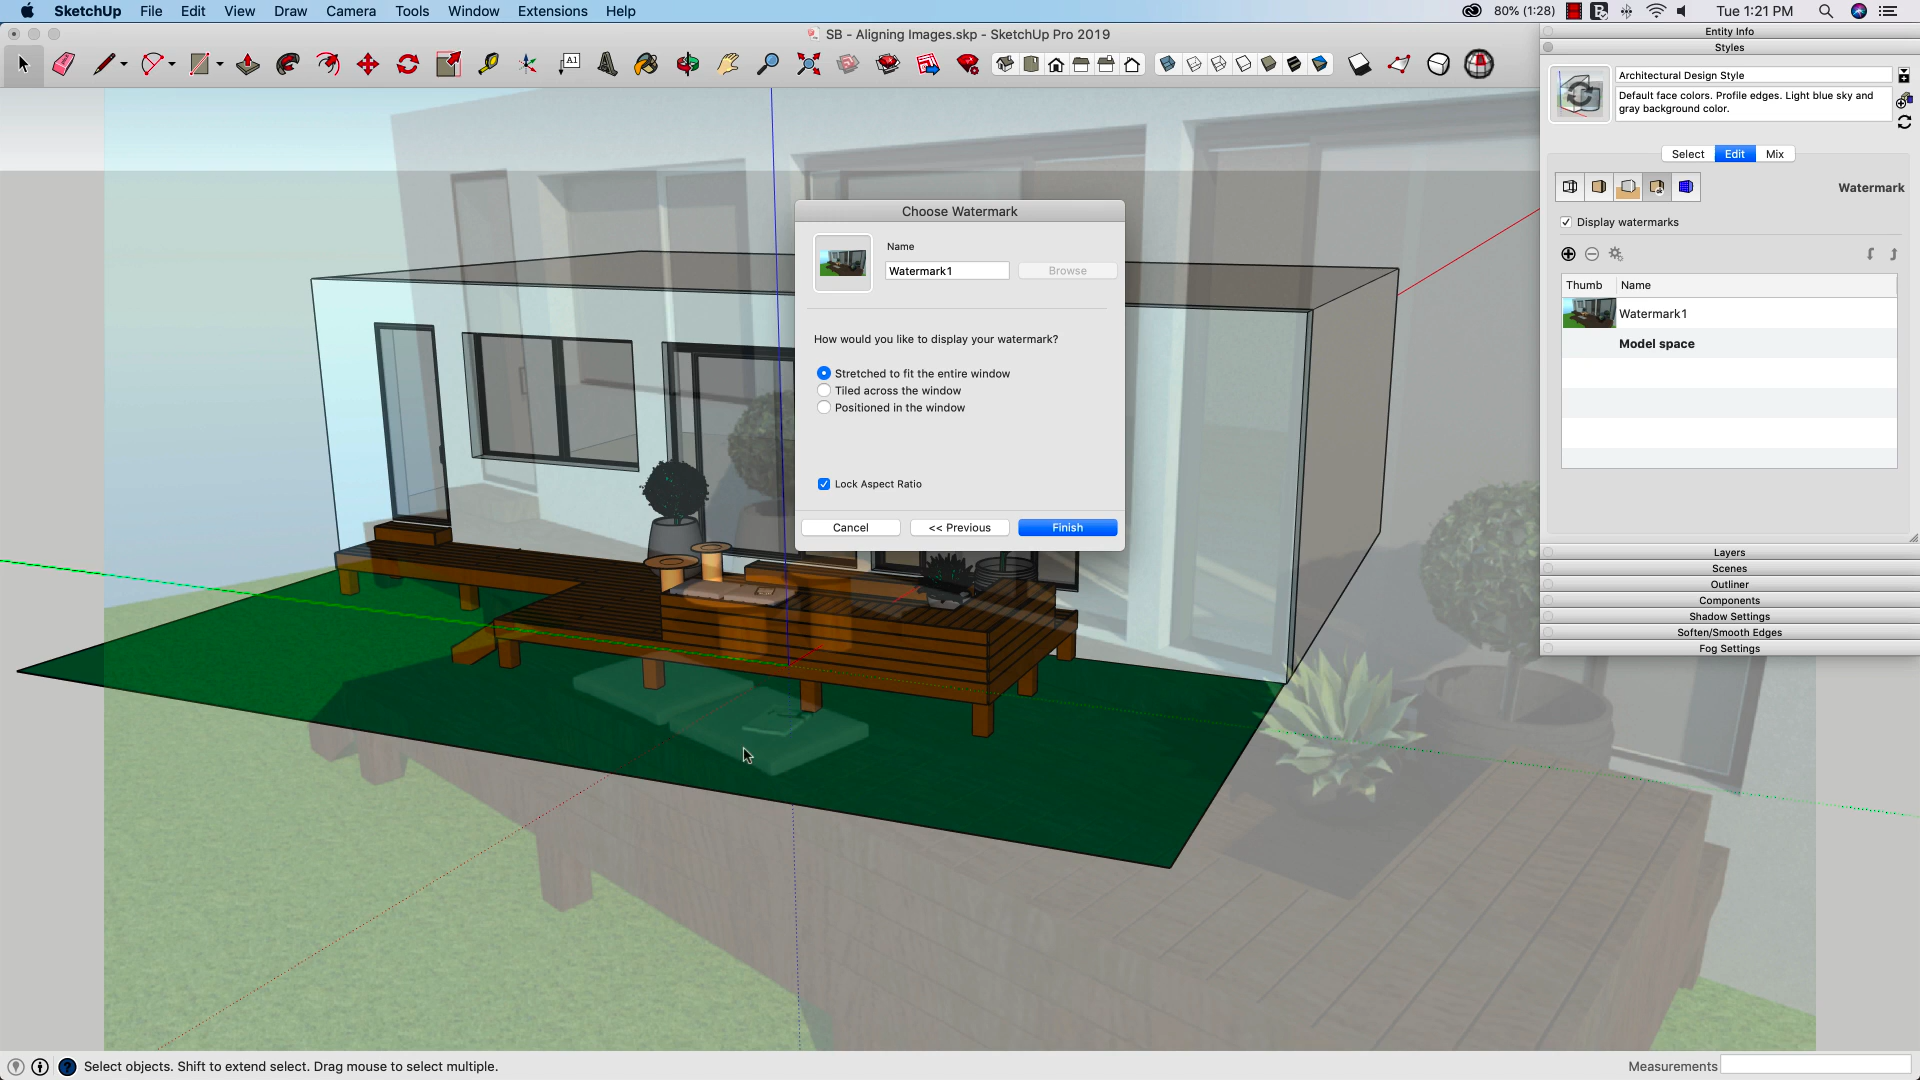 SketchUp File Edit View Draw Camera Tools Window Extensions Help 80% (1:28) Tue 1:21 PM
SB - Aligning Images.skp - SketchUp Pro 2019
A1
Entity Info
Styles
Architectural Design Style
Default face colors. Profile edges. Light blue sky and
gray background color.
Select Edit Mix
Watermark
Display watermarks
Thumb Name
Watermark1
Model space
Layers
Scenes
Outliner
Components
Shadow Settings
Soften/Smooth Edges
Fog Settings
Choose Watermark
Name
Watermark1 Browse
How would you like to display your watermark?
Stretched to fit the entire window
Tiled across the window
Positioned in the window
Lock Aspect Ratio
Cancel << Previous Finish
Select objects. Shift to extend select. Drag mouse to select multiple.
Measurements